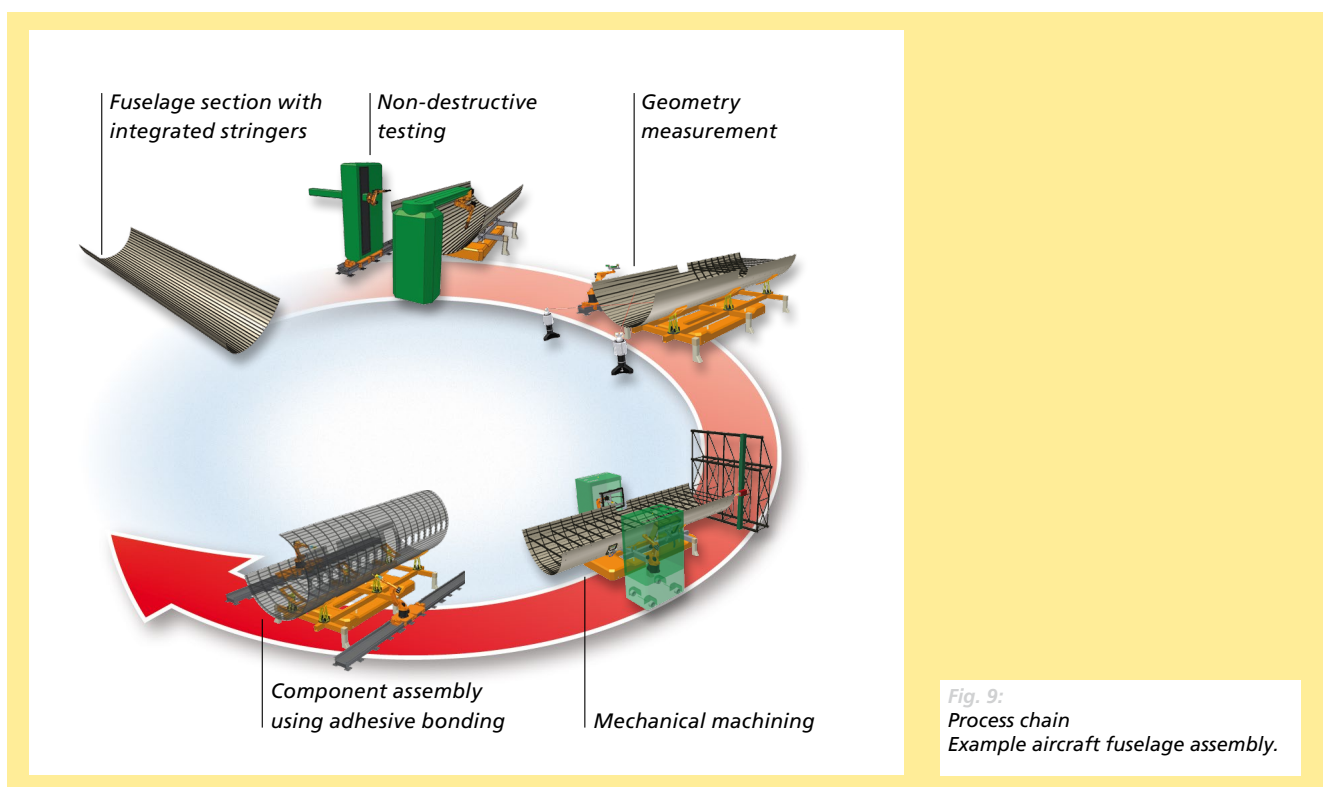 Fuselage section with
integrated stringers
Non-destructive
testing
Geometry
measurement
Component assembly
using adhesive bonding
Mechanical machining
Fig. 9:
Process chain
Example aircraft fuselage assembly.